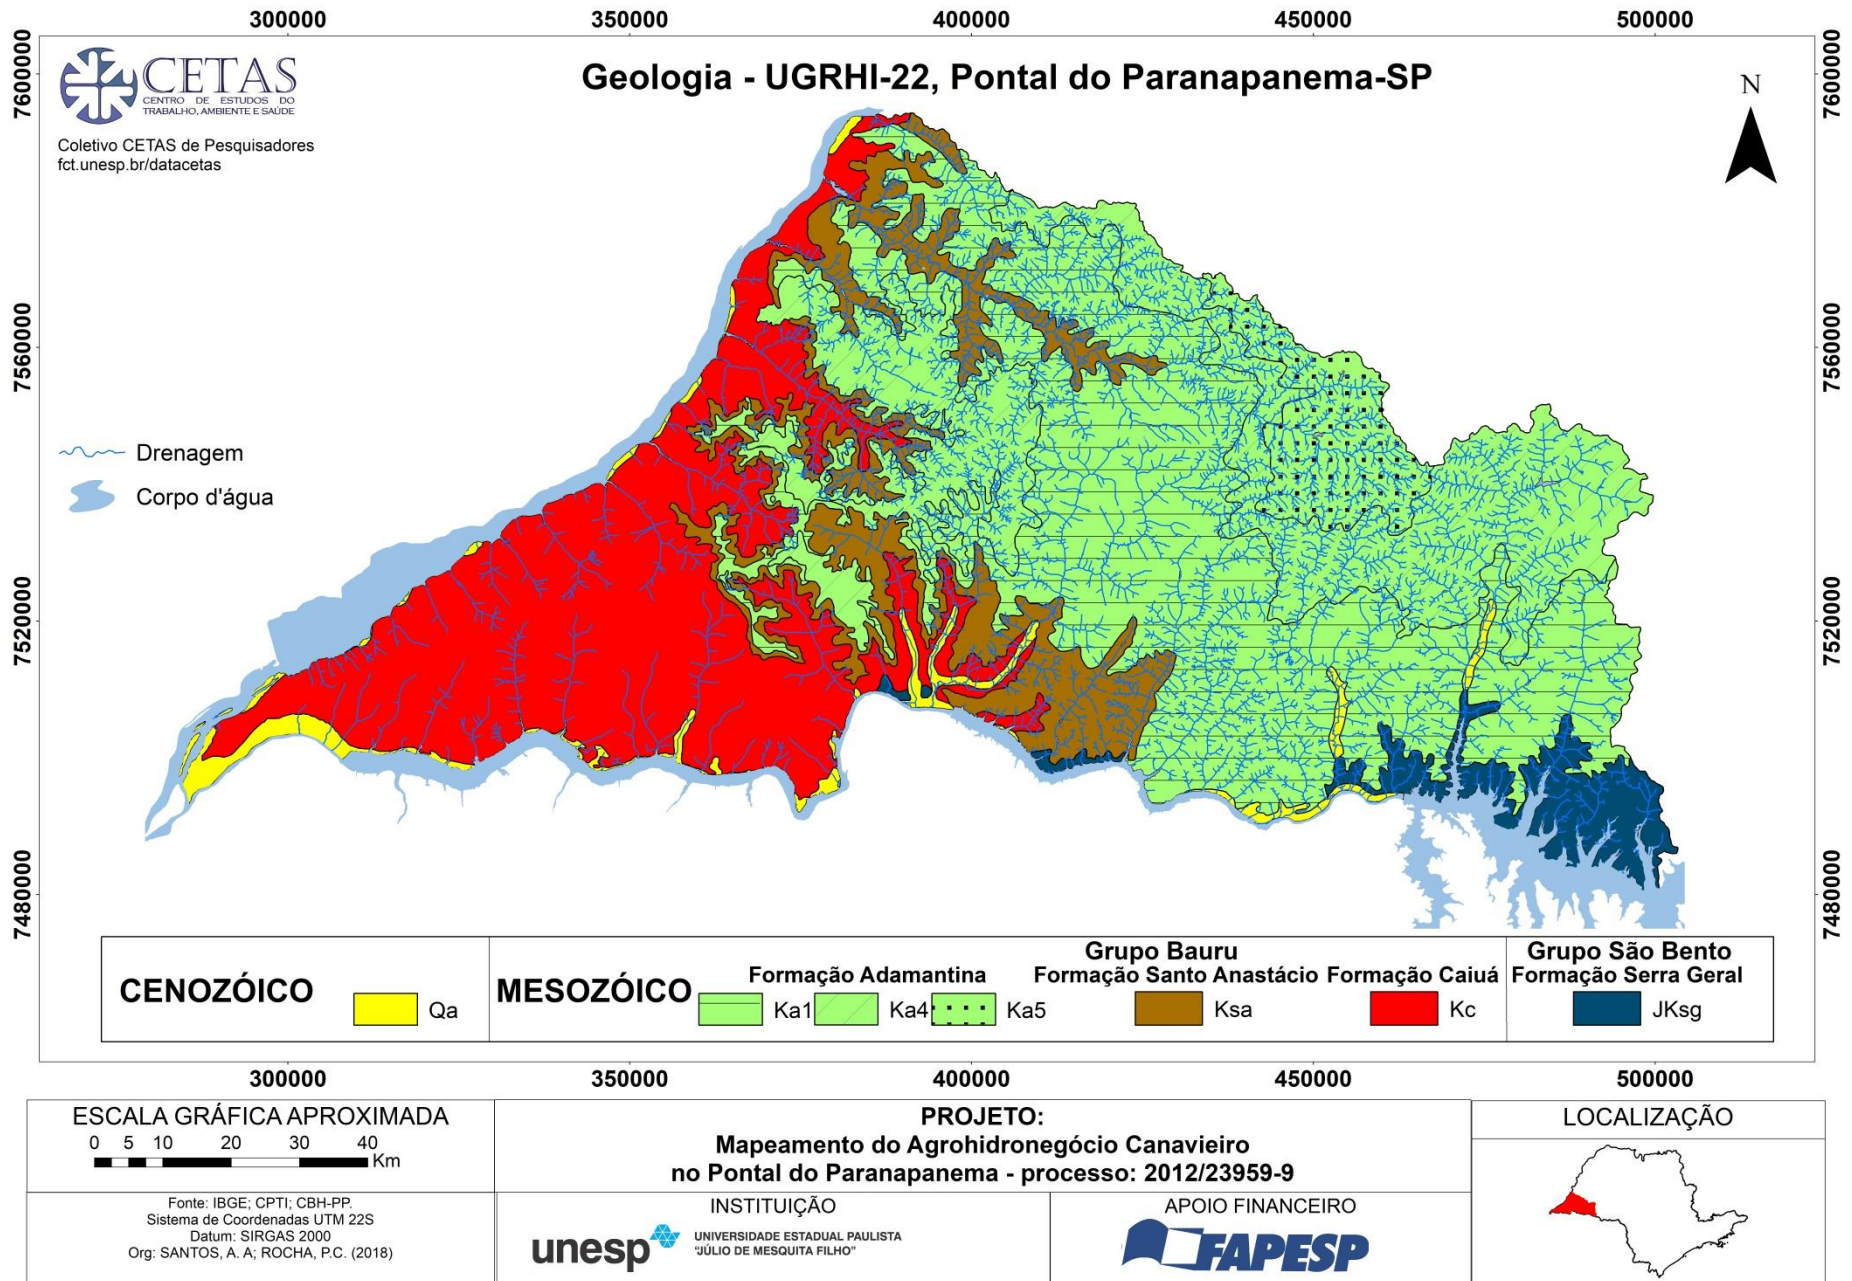 300000 350000 400000 450000 500000
7600000 7600000
CETAS
CENTRO DE ESTUDOS DO
TRABALHO, AMBIENTE E SAÚDE
Coletivo CETAS de Pesquisadores
fct.unesp.br/datacetas
Geologia - UGRHI-22, Pontal do Paranapanema-SP
N
7560000 7560000
Drenagem
Corpo d'água
7520000 7520000
7480000 7480000
CENOZÓICO
Qa
MESOZÓICO
Grupo Bauru
Formação Adamantina Formação Santo Anastácio Formação Caiuá
Ka1 Ka4 Ka5 Ksa Kc
Grupo São Bento
Formação Serra Geral
JKsg
300000 350000 400000 450000 500000
ESCALA GRÁFICA APROXIMADA
0 5 10 20 30 40
Km
Fonte: IBGE; CPTI; CBH-PP.
Sistema de Coordenadas UTM 22S
Datum: SIRGAS 2000
Org: SANTOS, A. A; ROCHA, P.C. (2018)
PROJETO:
Mapeamento do Agrohidronegócio Canavieiro
no Pontal do Paranapanema - processo: 2012/23959-9
INSTITUIÇÃO
unesp
UNIVERSIDADE ESTADUAL PAULISTA
"JÚLIO DE MESQUITA FILHO"
APOIO FINANCEIRO
FAPESP
LOCALIZAÇÃO